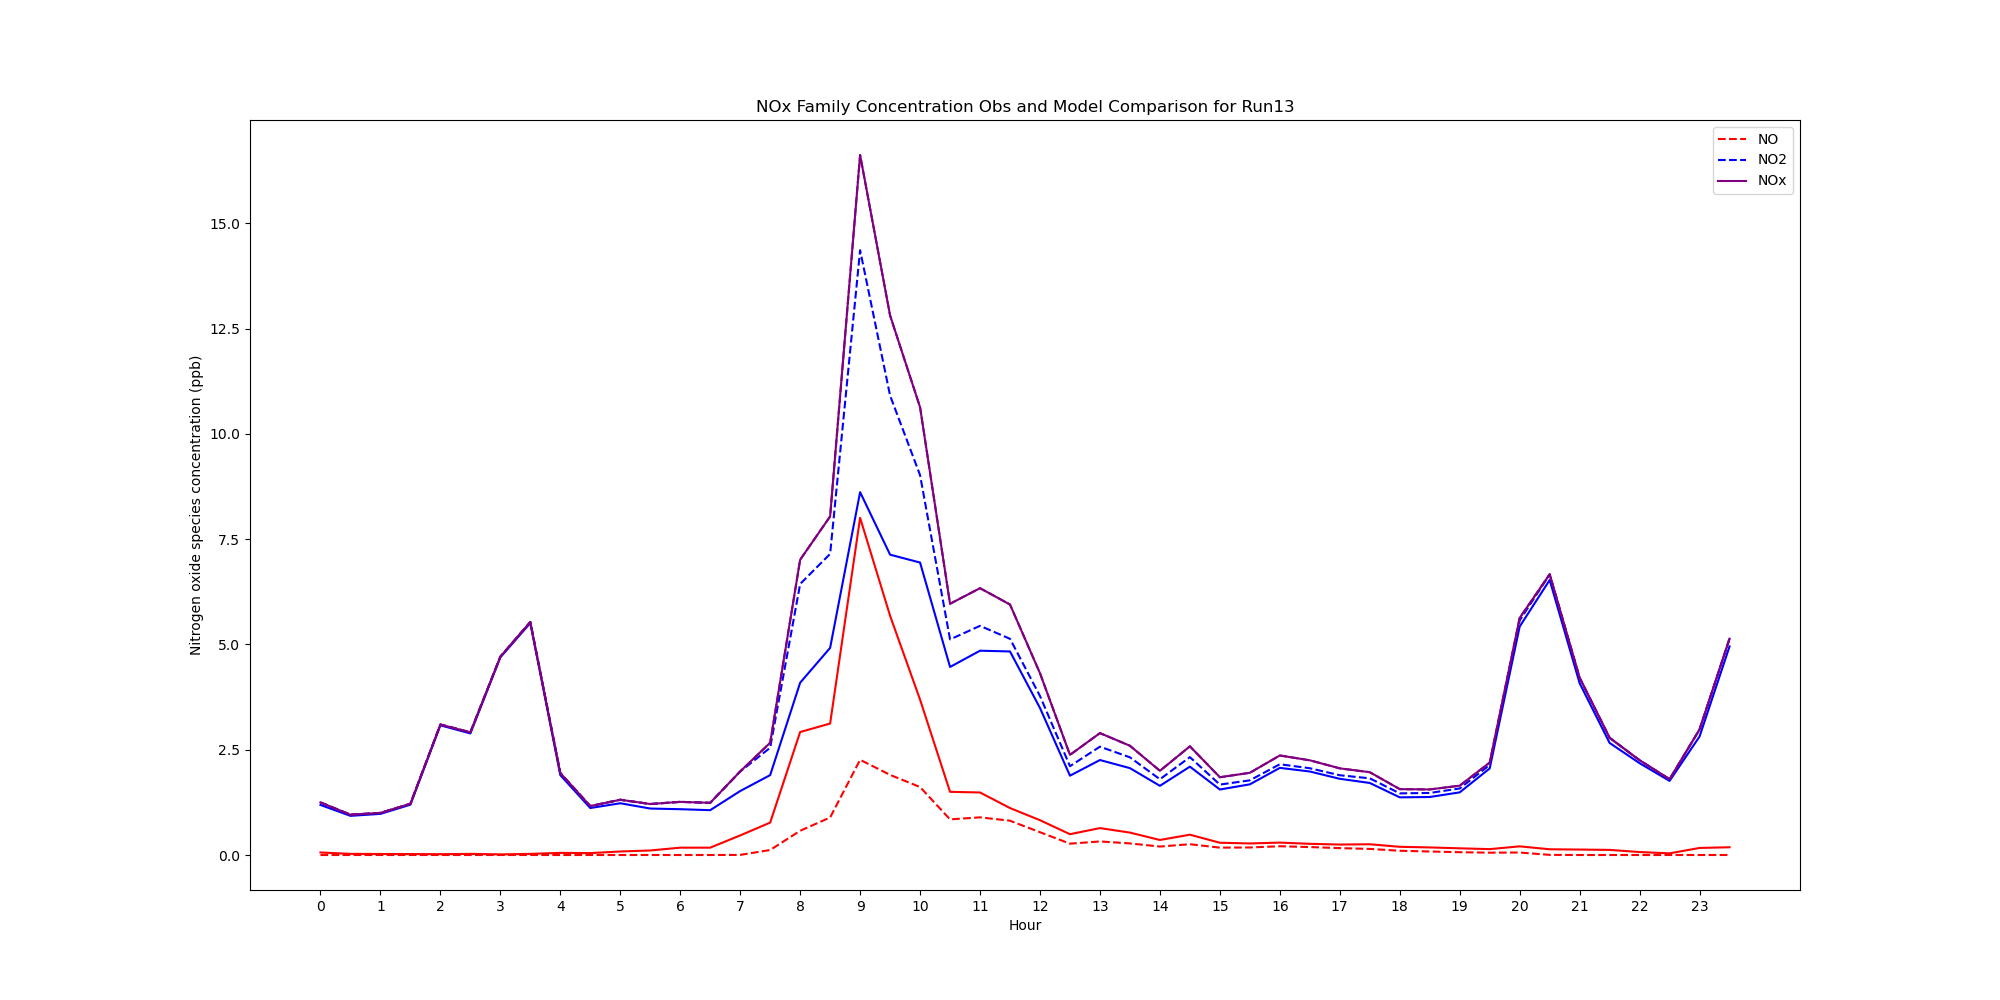 NOx Family Concentration Obs and Model Comparison for Run13
NO
NO2
NOx
Nitrogen oxide species concentration (ppb)
15.0
12.5
10.0
7.5
5.0
2.5
0.0
0 1 2 3 4 5 6 7 8 9 10 11 12 13 14 15 16 17 18 19 20 21 22 23
Hour